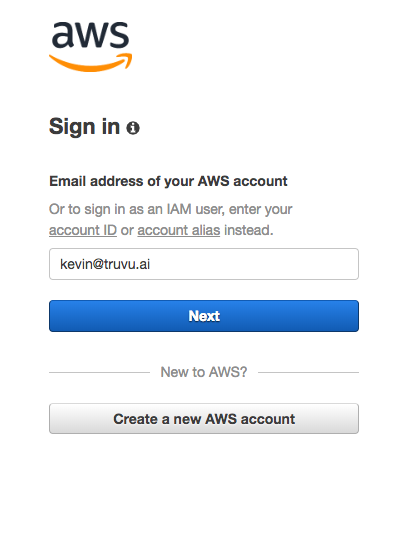 aws
Sign in
Email address of your AWS account
Or to sign in as an IAM user, enter your
account ID or account alias instead.
kevin@truvu.ai
Next
New to AWS?
Create a new AWS account